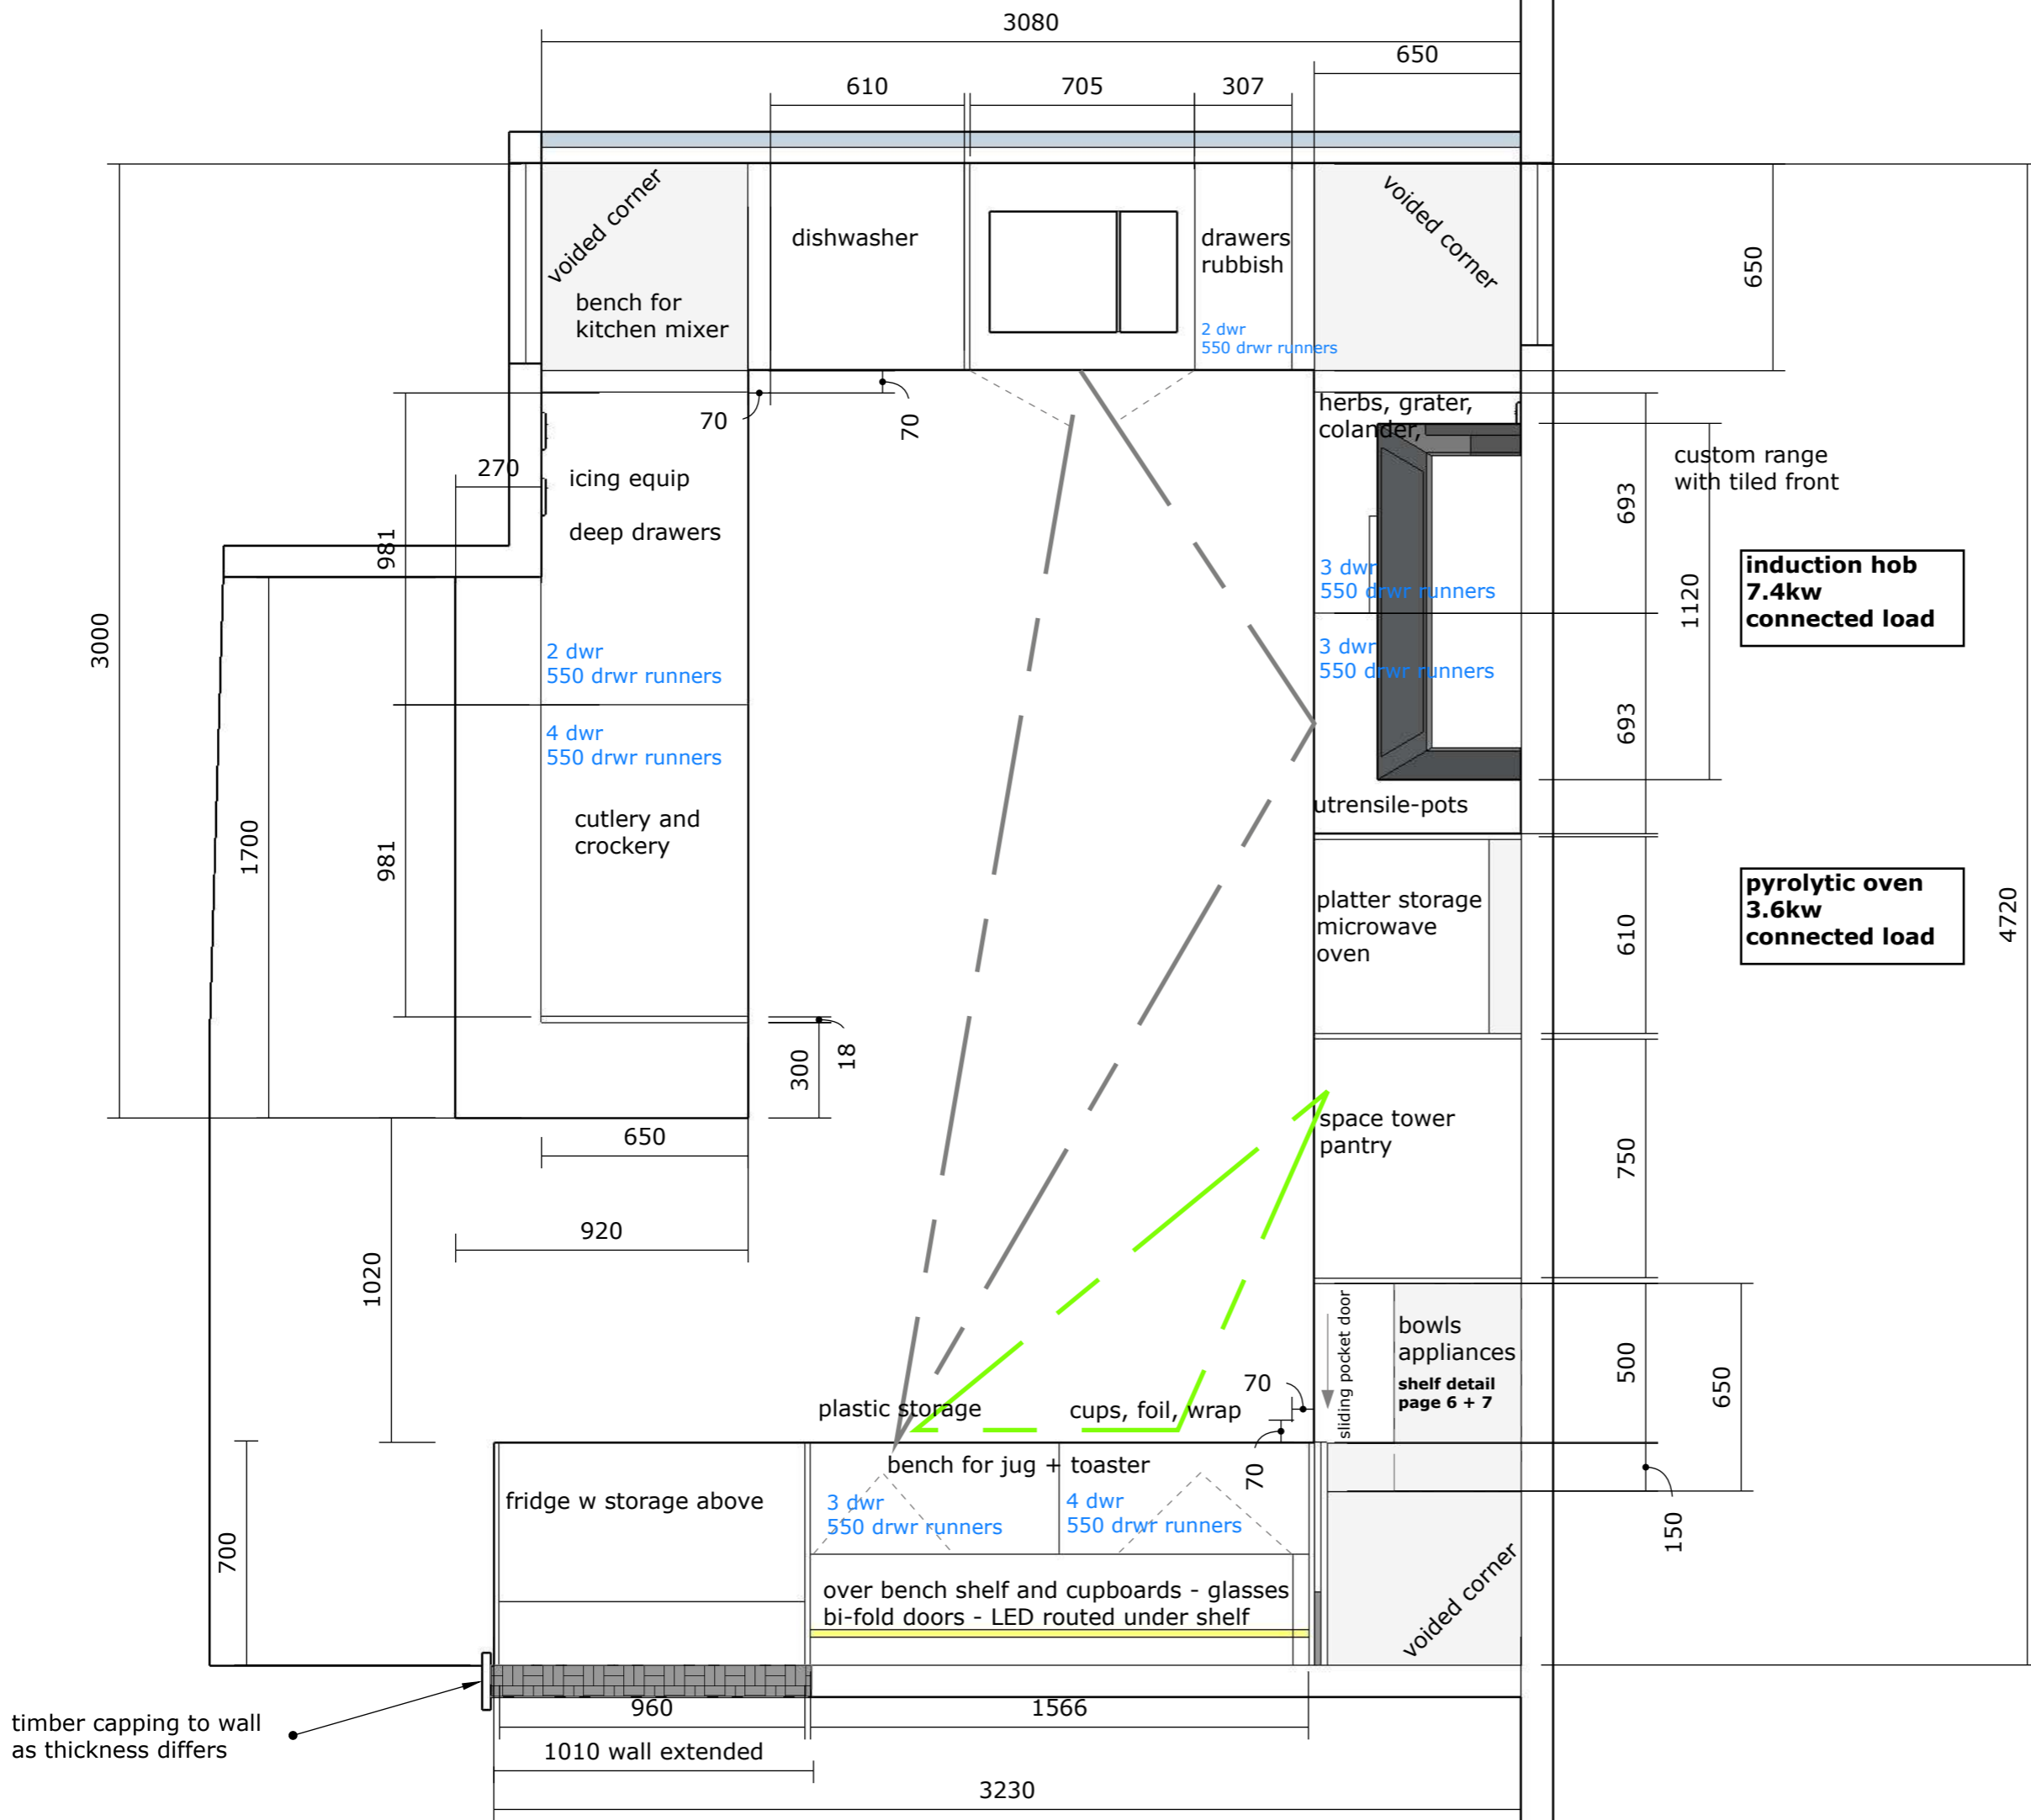 3080
650
610
705
307
voided corner
bench for
kitchen mixer
dishwasher
drawers
rubbish
2 dwr
550 drwr runners
voided corner
650
70
70
herbs, grater,
colander,
custom range
with tiled front
270
icing equip
deep drawers
981
693
3000
3 dwr
550 drwr runners
1120
induction hob
7.4kw
connected load
2 dwr
550 drwr runners
3 dwr
550 drwr runners
693
4 dwr
550 drwr runners
cutlery and
crockery
981
1700
utrensile-pots
platter storage
microwave
oven
610
pyrolytic oven
3.6kw
connected load
4720
300
18
space tower
pantry
750
650
920
1020
sliding pocket door
bowls
appliances
shelf detail
page 6 + 7
500
650
70
plastic storage
cups, foil, wrap
70
bench for jug + toaster
fridge w storage above
3 dwr
550 drwr runners
4 dwr
550 drwr runners
150
700
over bench shelf and cupboards - glasses
bi-fold doors - LED routed under shelf
voided corner
timber capping to wall
as thickness differs
960
1566
1010 wall extended
3230